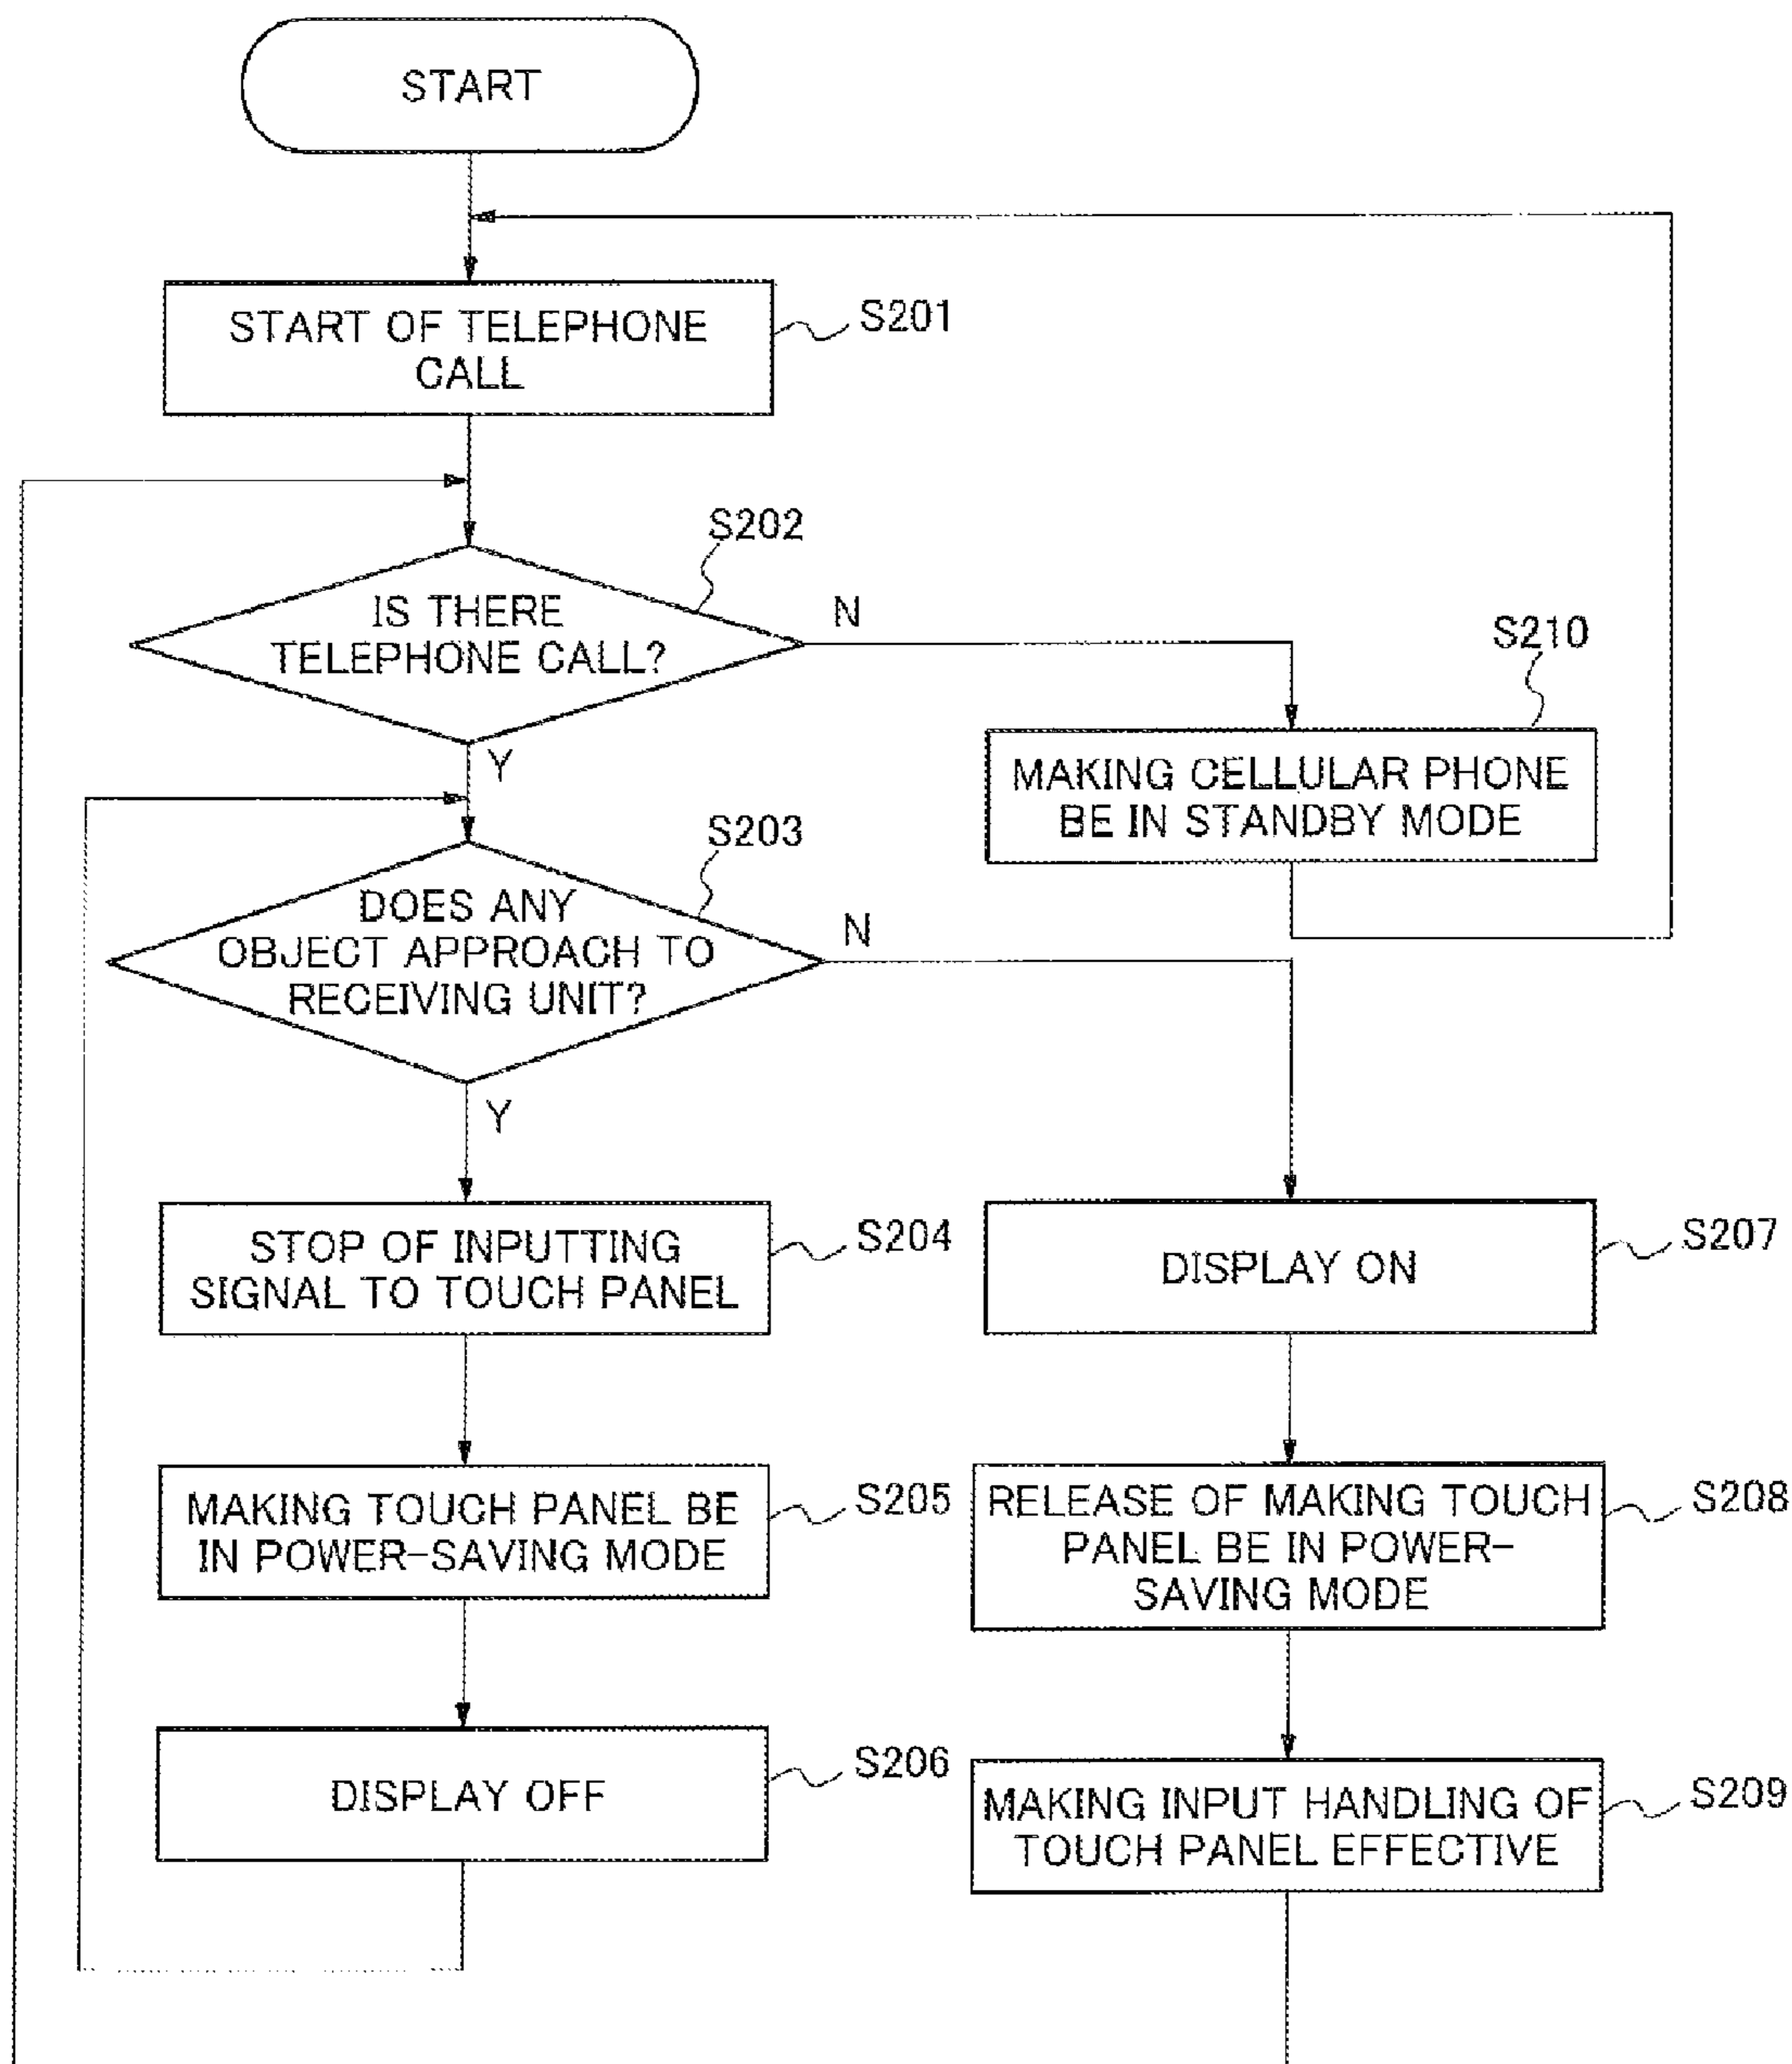 START
START OF TELEPHONE
CALL
S201
S202
IS THERE
TELEPHONE CALL?
N
Y
S210
MAKING CELLULAR PHONE
BE IN STANDBY MODE
S203
DOES ANY
OBJECT APPROACH TO
RECEIVING UNIT?
N
Y
STOP OF INPUTTING
SIGNAL TO TOUCH PANEL
S204
DISPLAY ON
S207
MAKING TOUCH PANEL BE
IN POWER-SAVING MODE
S205
RELEASE OF MAKING TOUCH
PANEL BE IN POWER-
SAVING MODE
S208
DISPLAY OFF
S206
MAKING INPUT HANDLING OF
TOUCH PANEL EFFECTIVE
S209